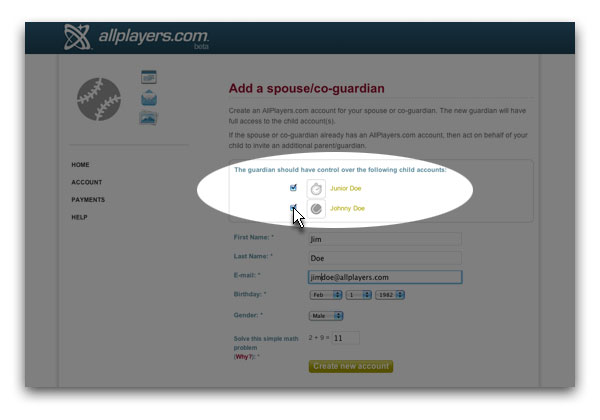 allplayers.com
beta
Add a spouse/co-guardian
Create an AllPlayers.com account for your spouse or co-guardian. The new guardian will have
full access to the child account(s).
If the spouse or co-guardian already has an AllPlayers.com account, then act on behalf of your
child to invite an additional parent/guardian.
HOME
ACCOUNT
PAYMENTS
HELP
The guardian should have control over the following child accounts:
Junior Doe
Johnny Doe
First Name: * Jim
Last Name: * Doe
E-mail: * jimdoe@allplayers.com
Birthday: * Feb 1 1982
Gender: * Male
Solve this simple math 2 + 9 = 11
problem
(Why?): *
Create new account